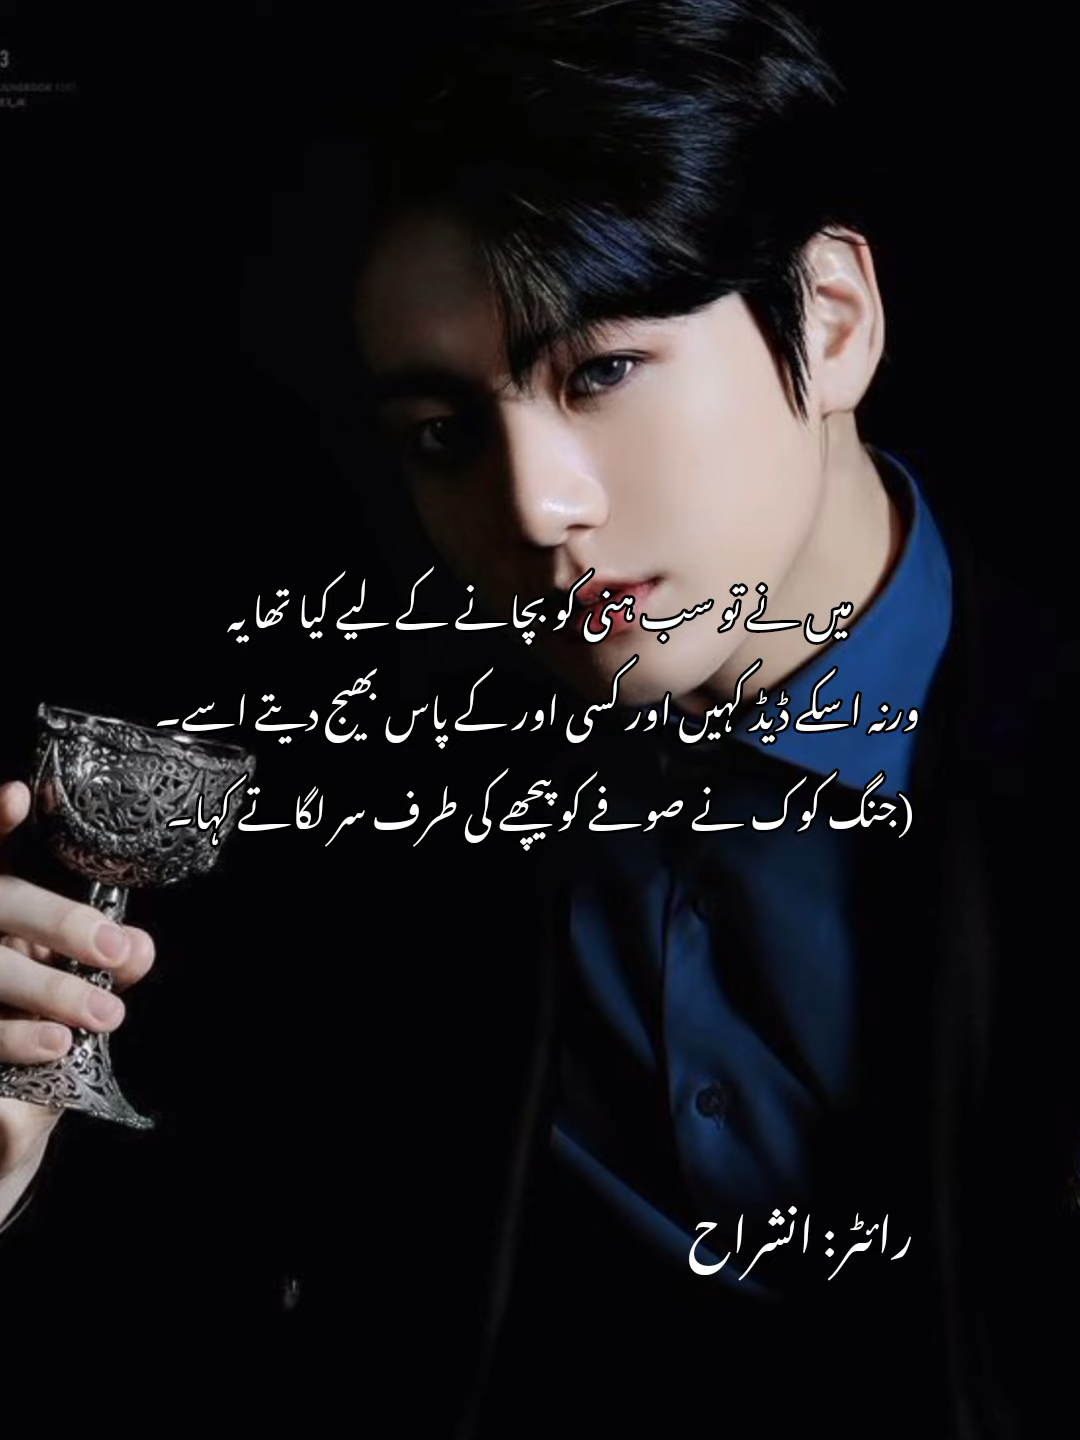 3
میں نے تو سب ہنی کو بچانے کے لیے کیا تھا یہ
ورنہ اسکے ڈیڈ کہیں اور کسی اور کے پاس بھیج دیتے اسے۔
(جنگ کوک نے صوفے کو پیچھے کی طرف سر لگاتے کہا۔
رائٹر: انشراح